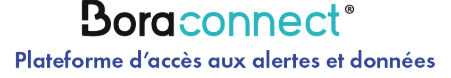 Boraconnect®
Plateforme d'accès aux alertes et données